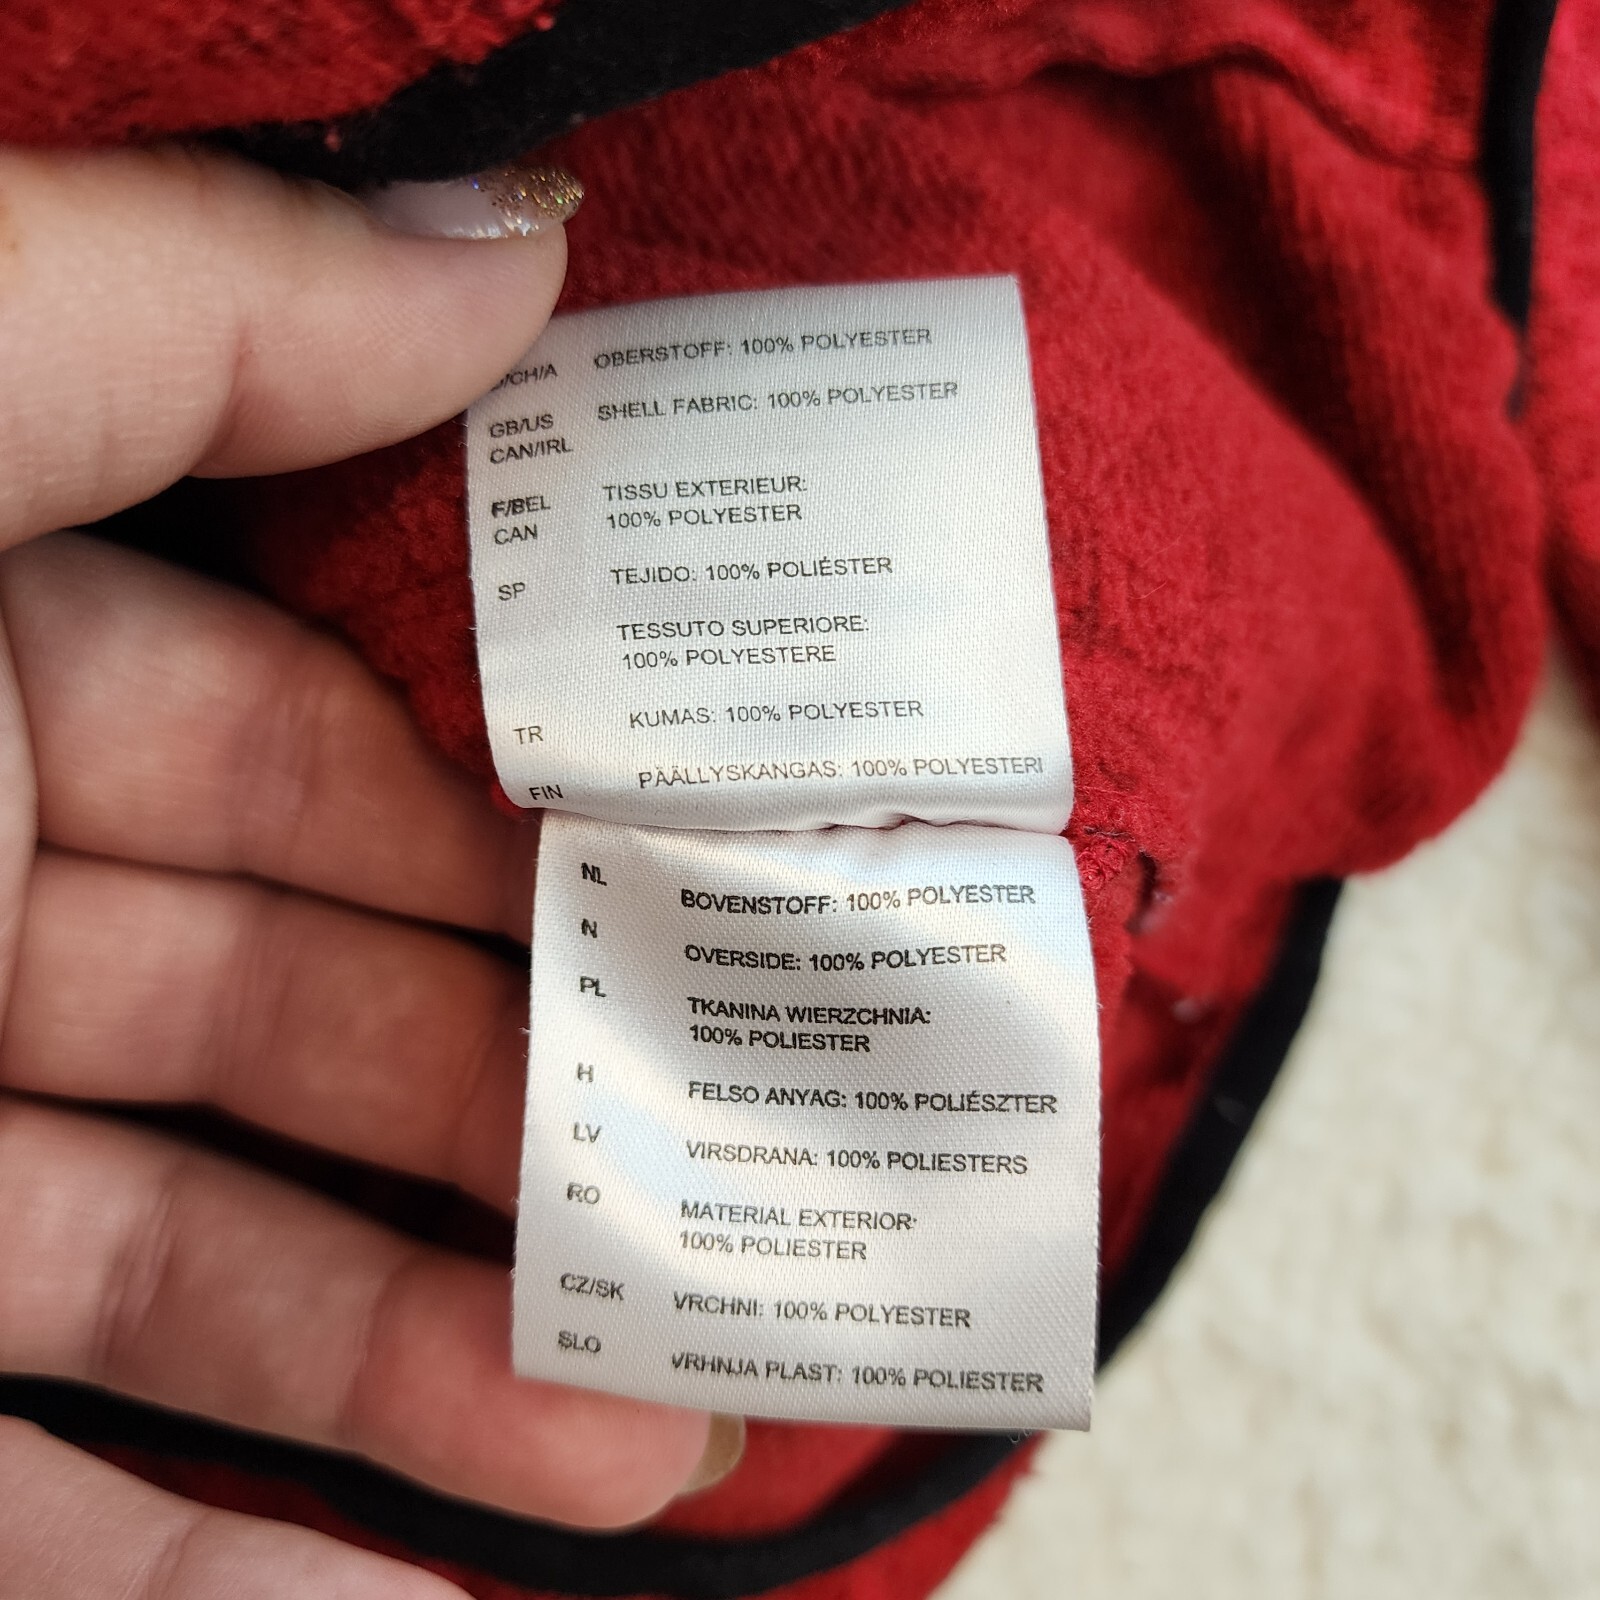 /CH/A OBERSTOFF: 100% POLYESTER
GB/US SHELL FABRIC: 100% POLYESTER
CAN/IRL
F/BEL TISSU EXTERIEUR:
CAN 100% POLYESTER
SP TEJIDO: 100% POLIÉSTER
TESSUTO SUPERIORE:
100% POLYESTERE
TR KUMAS: 100% POLYESTER
FIN PÄÄLLYSKANGAS: 100% POLYESTERI
NL BOVENSTOFF: 100% POLYESTER
N OVERSIDE: 100% POLYESTER
PL TKANINA WIERZCHNIA:
100% POLIESTER
H FELSO ANYAG: 100% POLIÉSZTER
LV VIRSDRANA: 100% POLIESTERS
RO MATERIAL EXTERIOR:
100% POLIESTER
CZ/SK VRCHNI: 100% POLYESTER
SLO VRHNJA PLAST: 100% POLIESTER